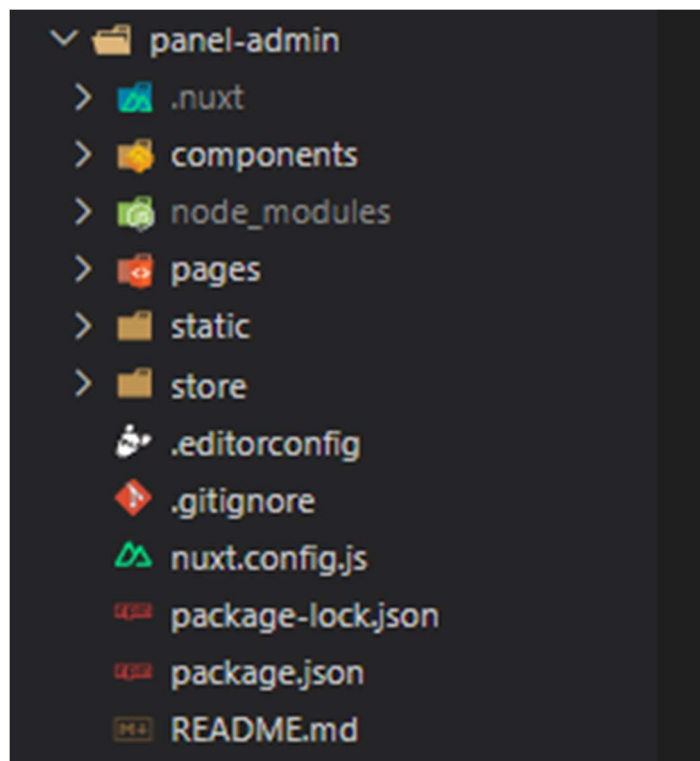 panel-admin
.nuxt
components
node_modules
pages
static
store
.editorconfig
.gitignore
nuxt.config.js
package-lock.json
package.json
README.md